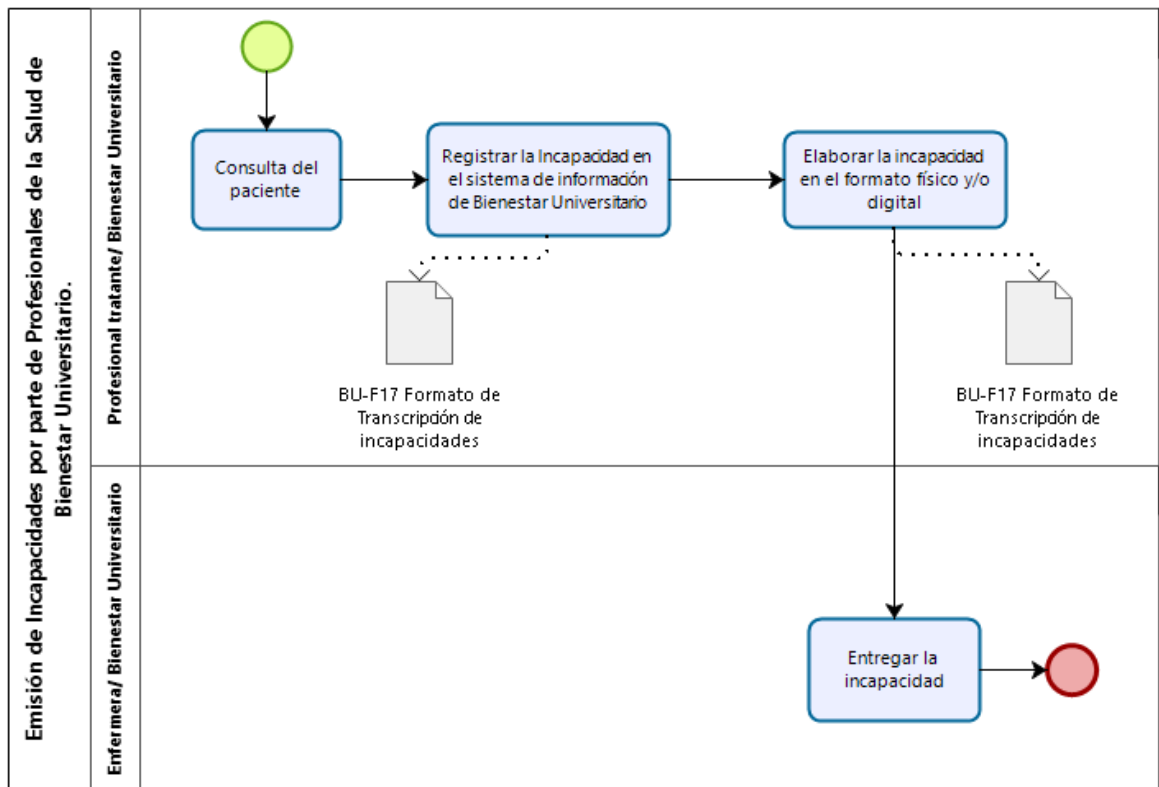 Emisión de Incapacidades por parte de Profesionales de la Salud de
Bienestar Universitario.
Profesional tratante/ Bienestar Universitario
Consulta del
paciente
Registrar la Incapacidad en
el sistema de información
de Bienestar Universitario
Elaborar la incapacidad
en el formato físico y/o
digital
BU-F17 Formato de
Transcripción de
incapacidades
BU-F17 Formato de
Transcripción de
incapacidades
Enfermera/ Bienestar Universitario
Entregar la
incapacidad